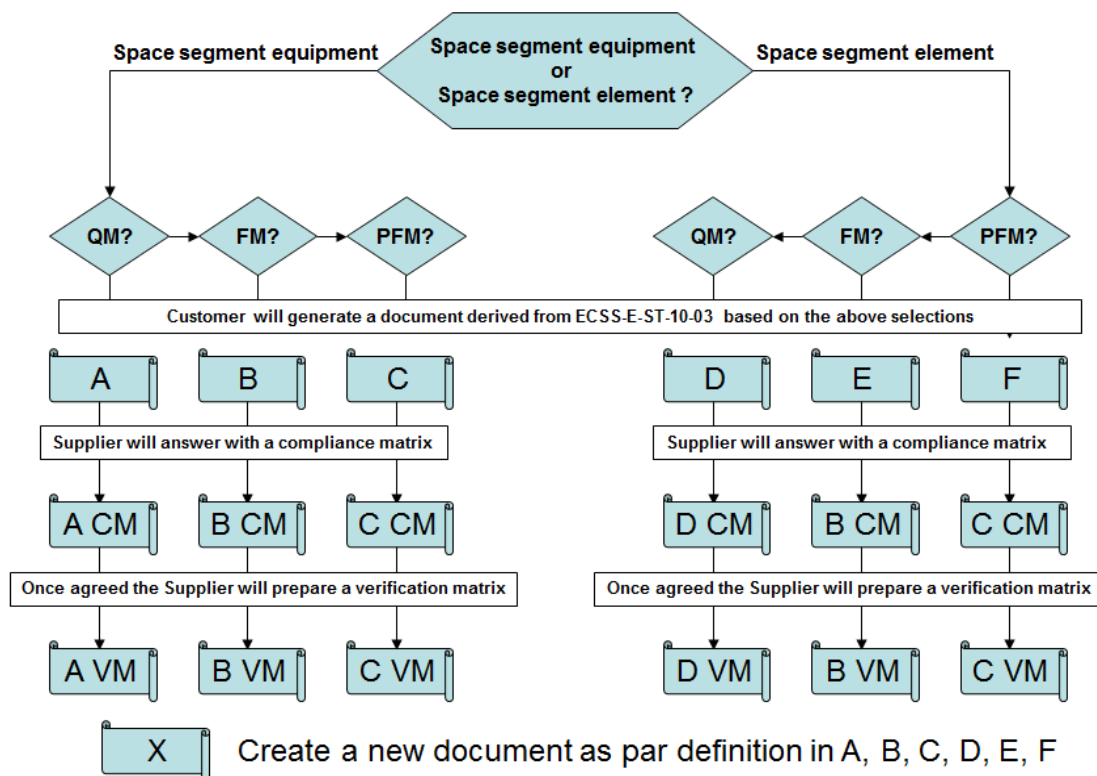 Space segment equipment
Space segment equipment
or
Space segment element ?
Space segment element
QM?
FM?
PFM?
QM?
FM?
PFM?
Customer will generate a document derived from ECSS-E-ST-10-03 based on the above selections
A
B
C
D
E
F
Supplier will answer with a compliance matrix
Supplier will answer with a compliance matrix
A CM
B CM
C CM
D CM
B CM
C CM
Once agreed the Supplier will prepare a verification matrix
Once agreed the Supplier will prepare a verification matrix
A VM
B VM
C VM
D VM
B VM
C VM
X
Create a new document as par definition in A, B, C, D, E, F